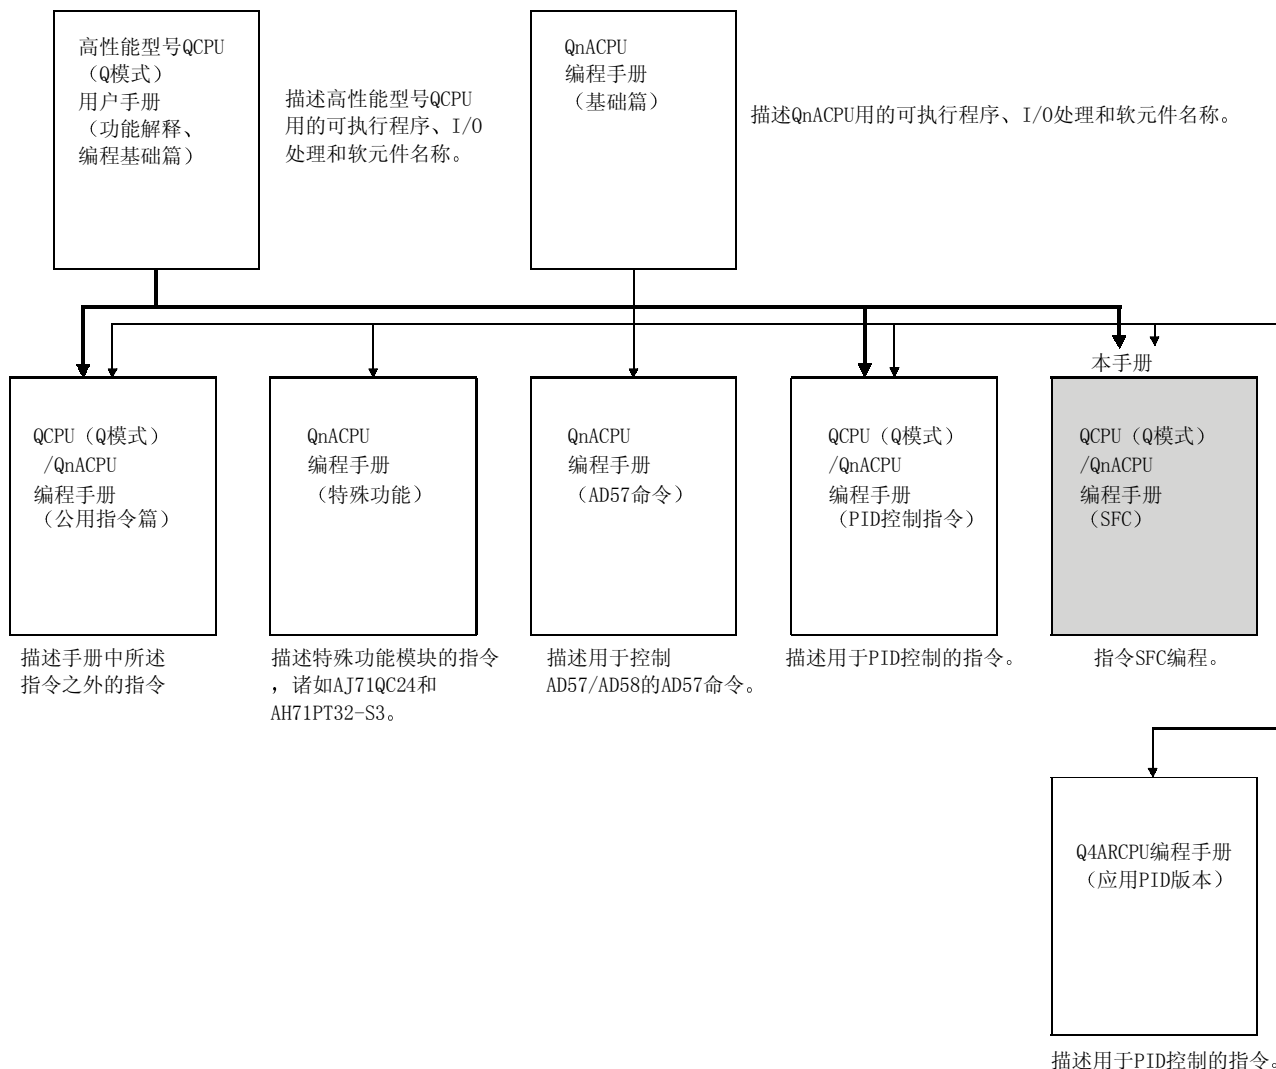 高性能型号QCPU
（Q模式）
用户手册
（功能解释、
编程基础篇）
描述高性能型号QCPU
用的可执行程序、I/O
处理和软元件名称。
QnACPU
编程手册
（基础篇）
描述QnACPU用的可执行程序、I/O处理和软元件名称。
本手册
QCPU（Q模式）
/QnACPU
编程手册
（公用指令篇）
QnACPU
编程手册
（特殊功能）
QnACPU
编程手册
（AD57命令）
QCPU（Q模式）
/QnACPU
编程手册
（PID控制指令）
QCPU（Q模式）
/QnACPU
编程手册
（SFC）
描述手册中所述
指令之外的指令
描述特殊功能模块的指令
，诸如AJ71QC24和
AH71PT32-S3。
描述用于控制
AD57/AD58的AD57命令。
描述用于PID控制的指令。
指令SFC编程。
Q4ARCPU编程手册
（应用PID版本）
描述用于PID控制的指令。